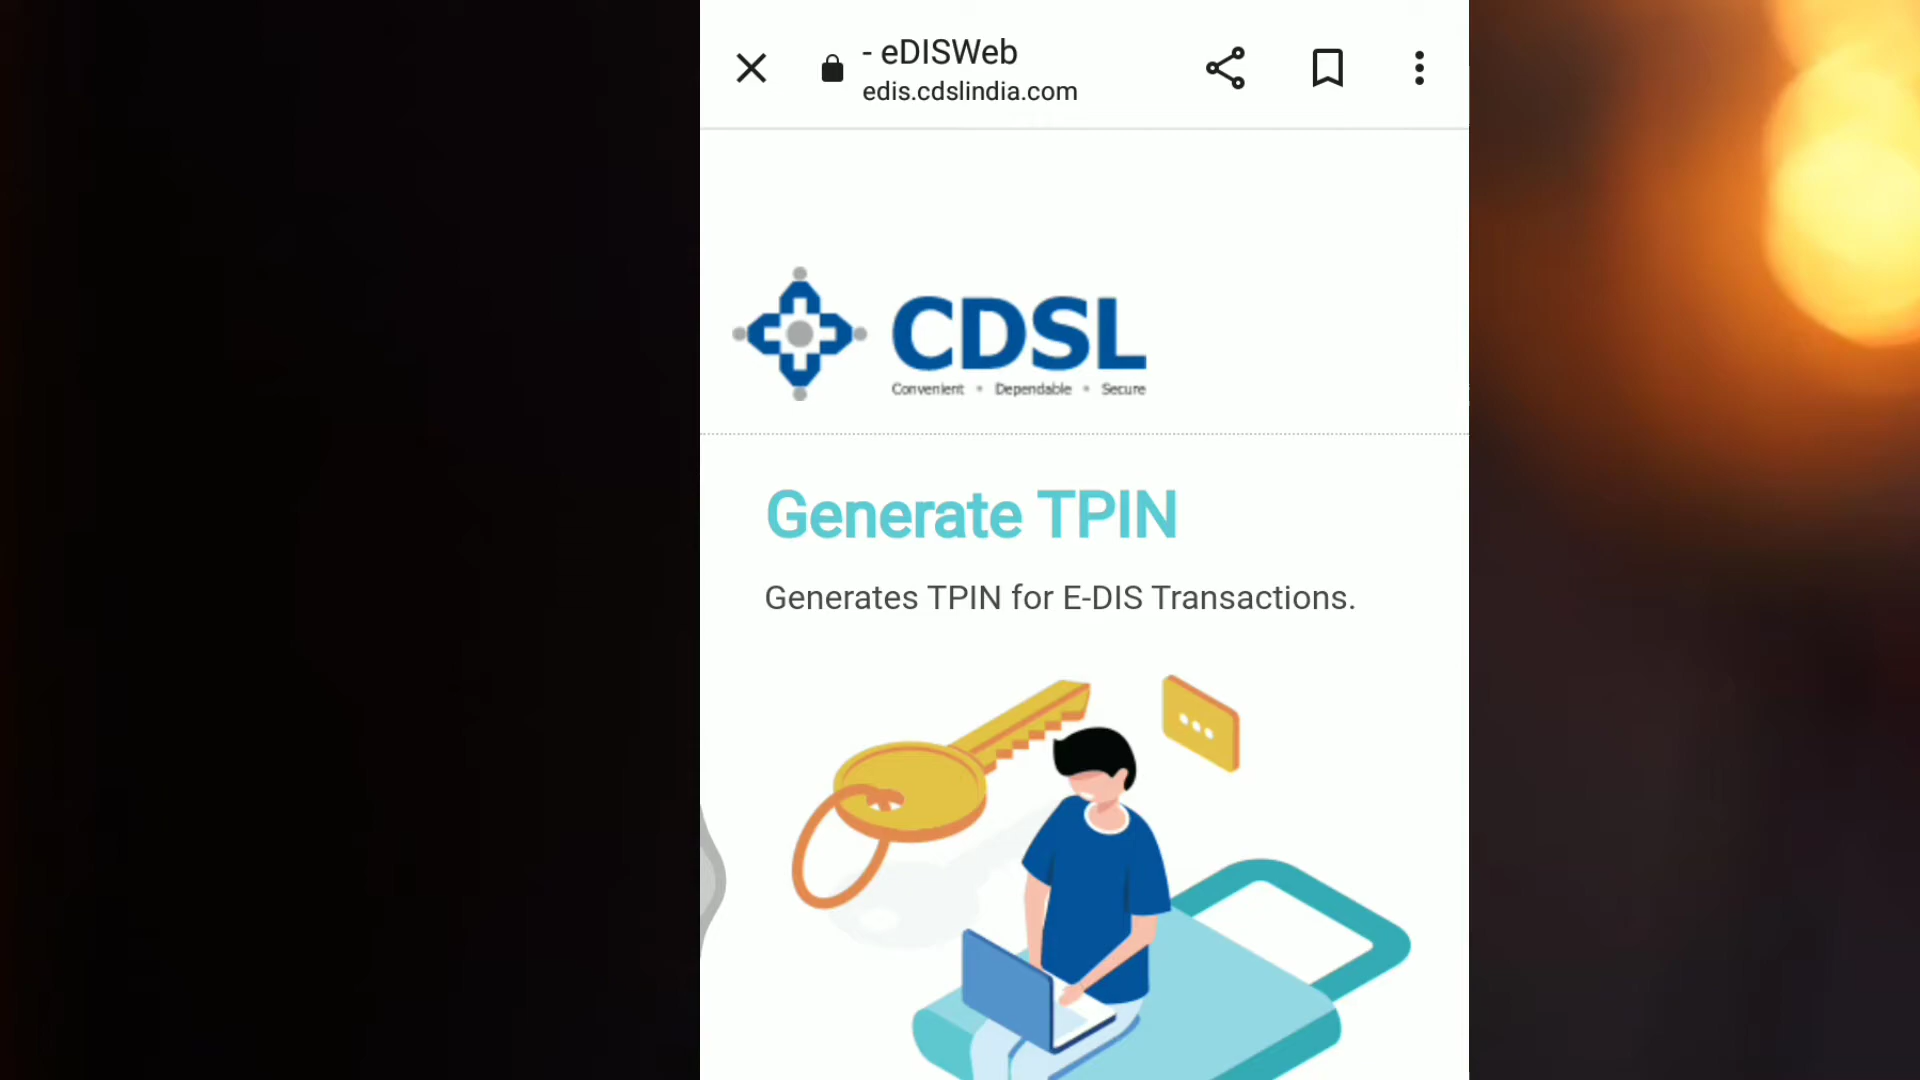 - eDISWeb
edis.cdslindia.com
CDSL
Convenient • Dependable • Secure
Generate TPIN
Generates TPIN for E-DIS Transactions.